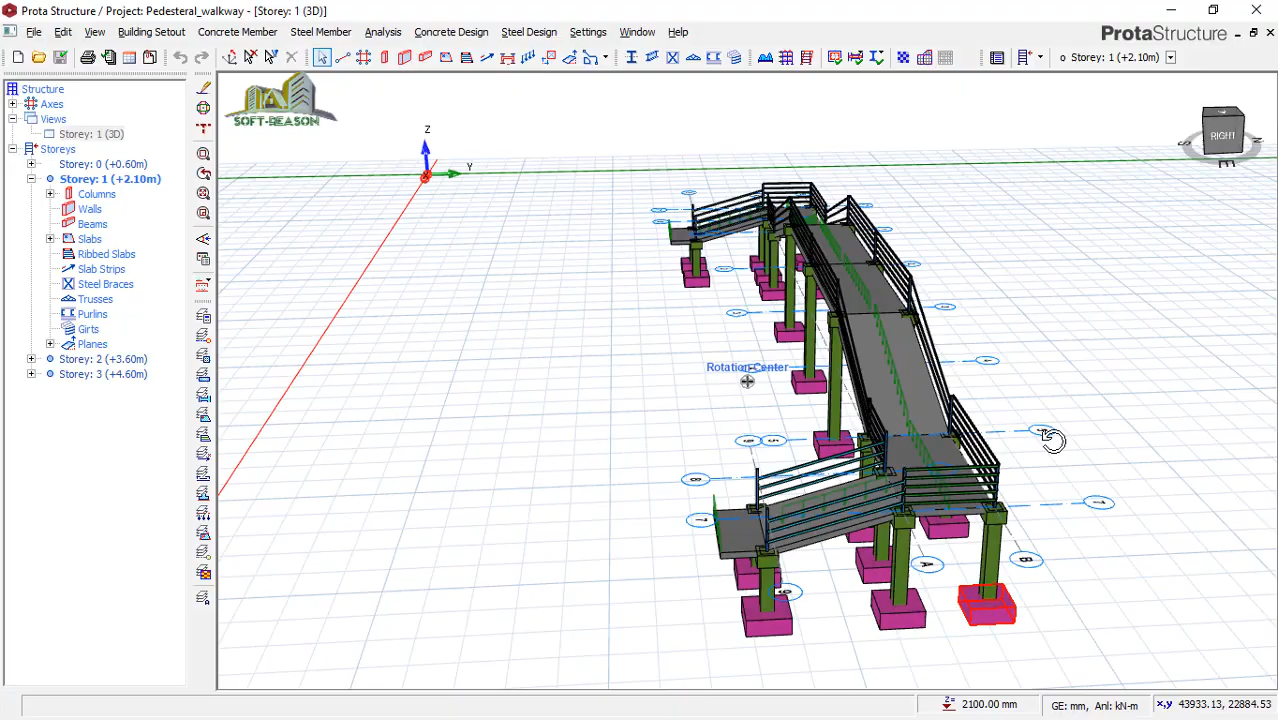 Prota Structure / Project: Pedesteral_walkway - [Storey: 1 (3D)]
File Edit View Building Setout Concrete Member Steel Member Analysis Concrete Design Steel Design Settings Window Help
ProtaStructure
Storey: 1 (+2.10m)
Structure
Axes
Views
Storey: 1 (3D)
Storeys
Storey: 0 (+0.60m)
Storey: 1 (+2.10m)
Columns
Walls
Beams
Slabs
Ribbed Slabs
Slab Strips
Steel Braces
Trusses
Purlins
Girts
Planes
Storey: 2 (+3.60m)
Storey: 3 (+4.60m)
SOFT-REASON
Z
Y
RIGHT
Rotation Center
A
B
Z= 2100.00 mm
GE: mm, Anl: kN-m
x,y 43933.13, 22884.53